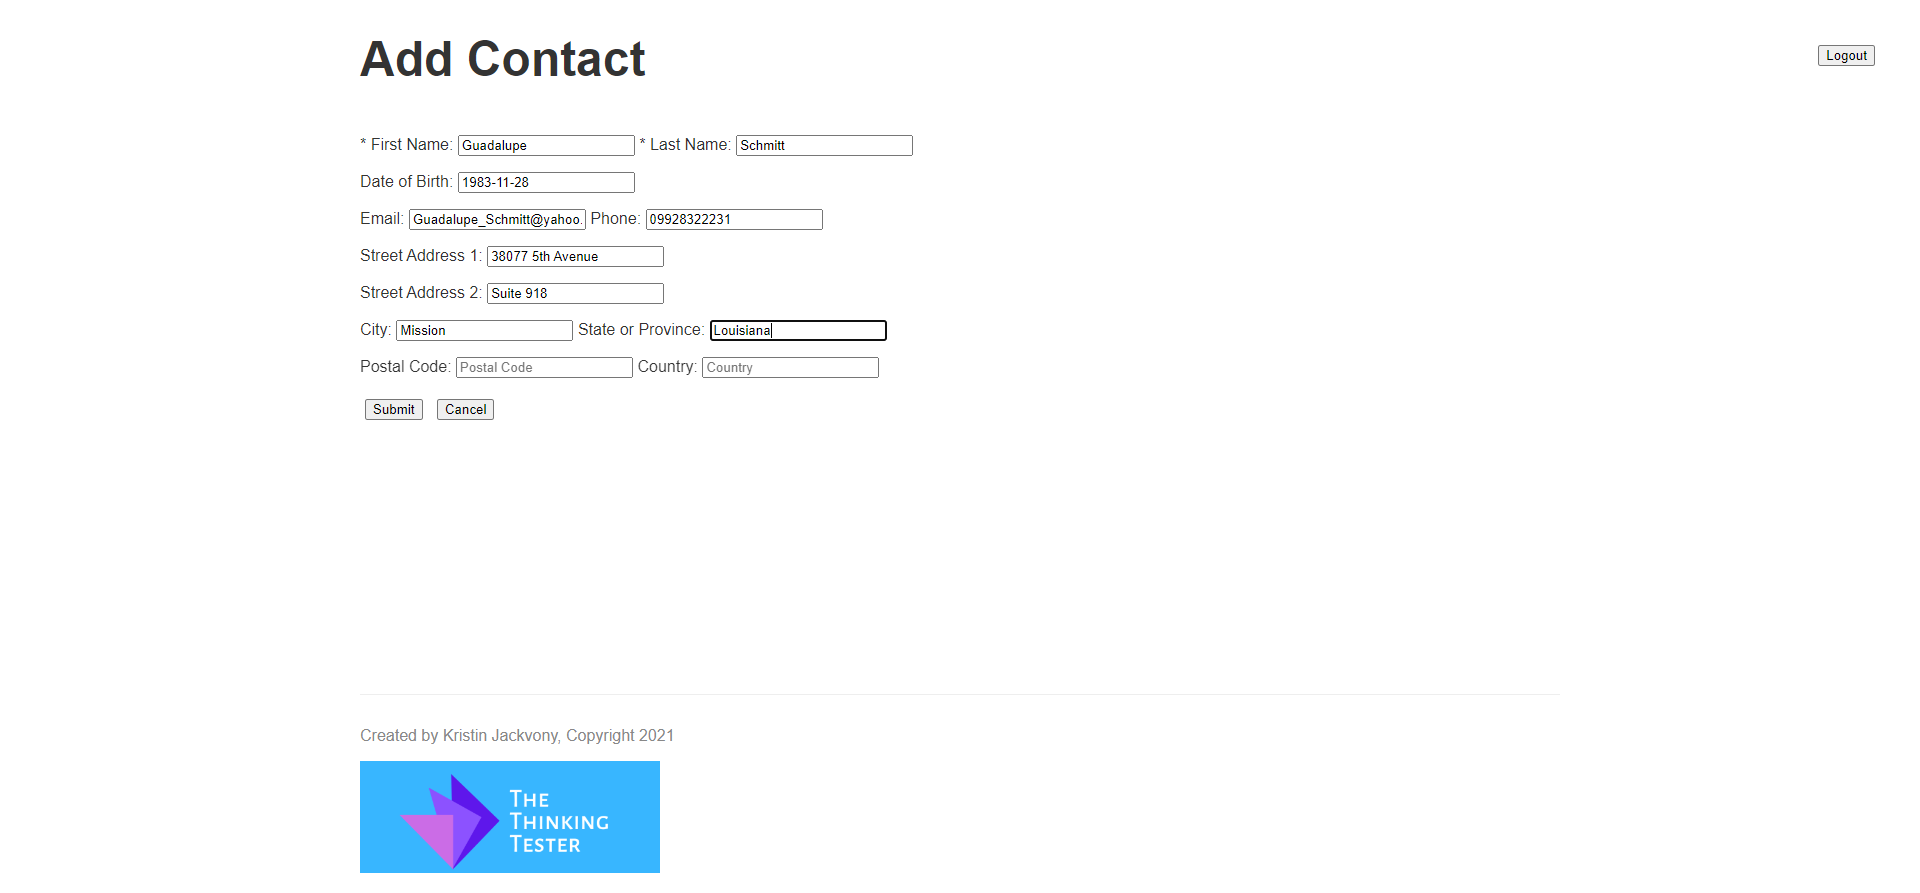 Add Contact
Logout
* First Name: Guadalupe * Last Name: Schmitt
Date of Birth: 1983-11-28
Email: Guadalupe_Schmitt@yahoo. Phone: 09928322231
Street Address 1: 38077 5th Avenue
Street Address 2: Suite 918
City: Mission State or Province: Louisiana
Postal Code: Postal Code Country: Country
Submit Cancel
Created by Kristin Jackvony, Copyright 2021
THE
THINKING
TESTER